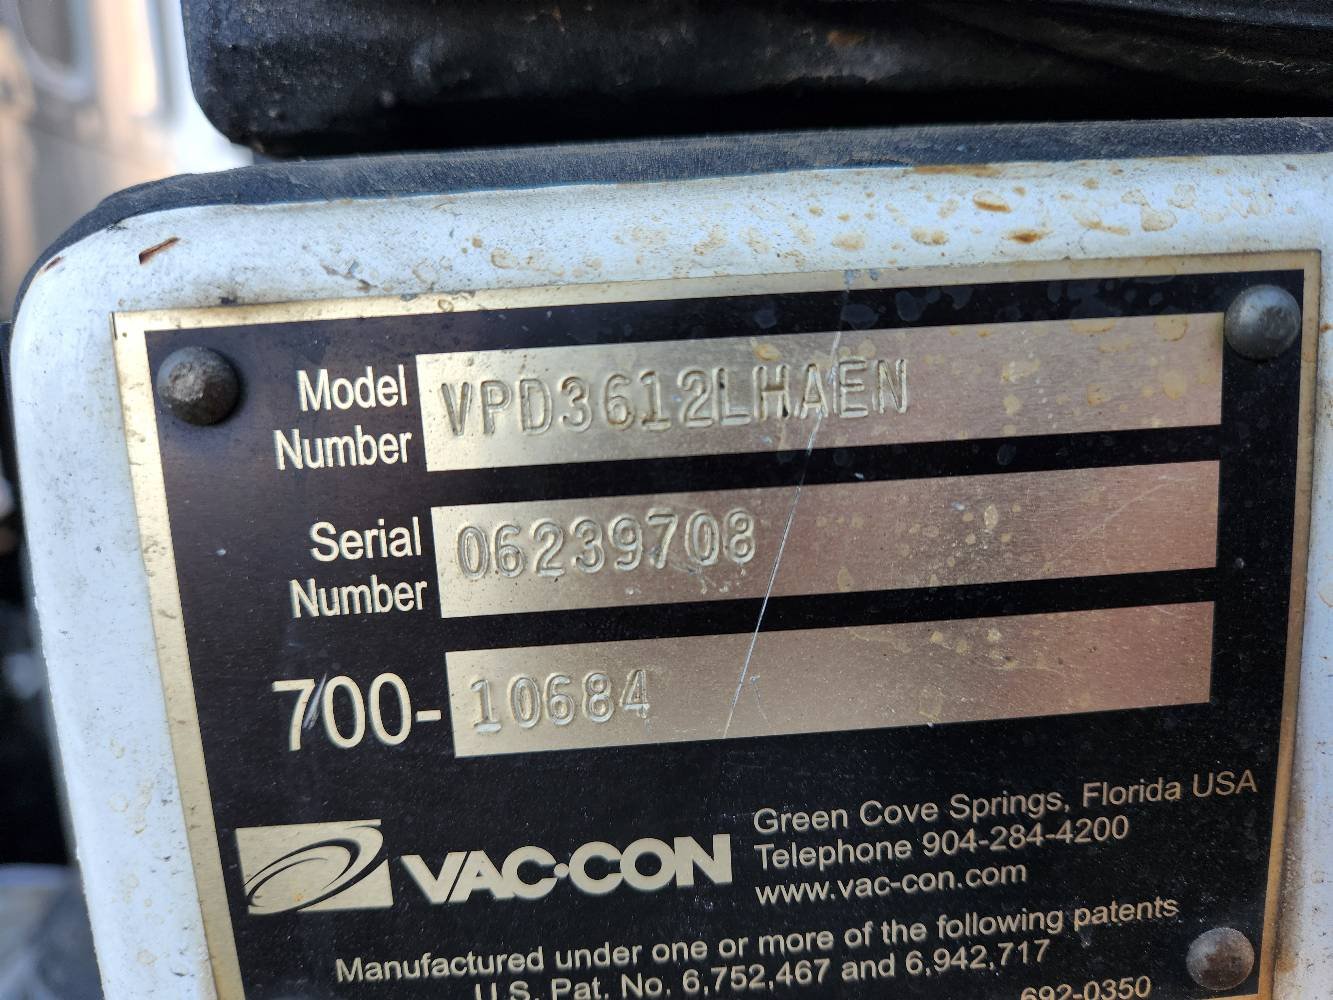 Model Number VPD3612LHAEN
Serial Number 06239708
700-10684
VAC·CON
Green Cove Springs, Florida USA
Telephone 904-284-4200
www.vac-con.com
Manufactured under one or more of the following patents
U.S. Pat. No. 6,752,467 and 6,942,717
692-0350